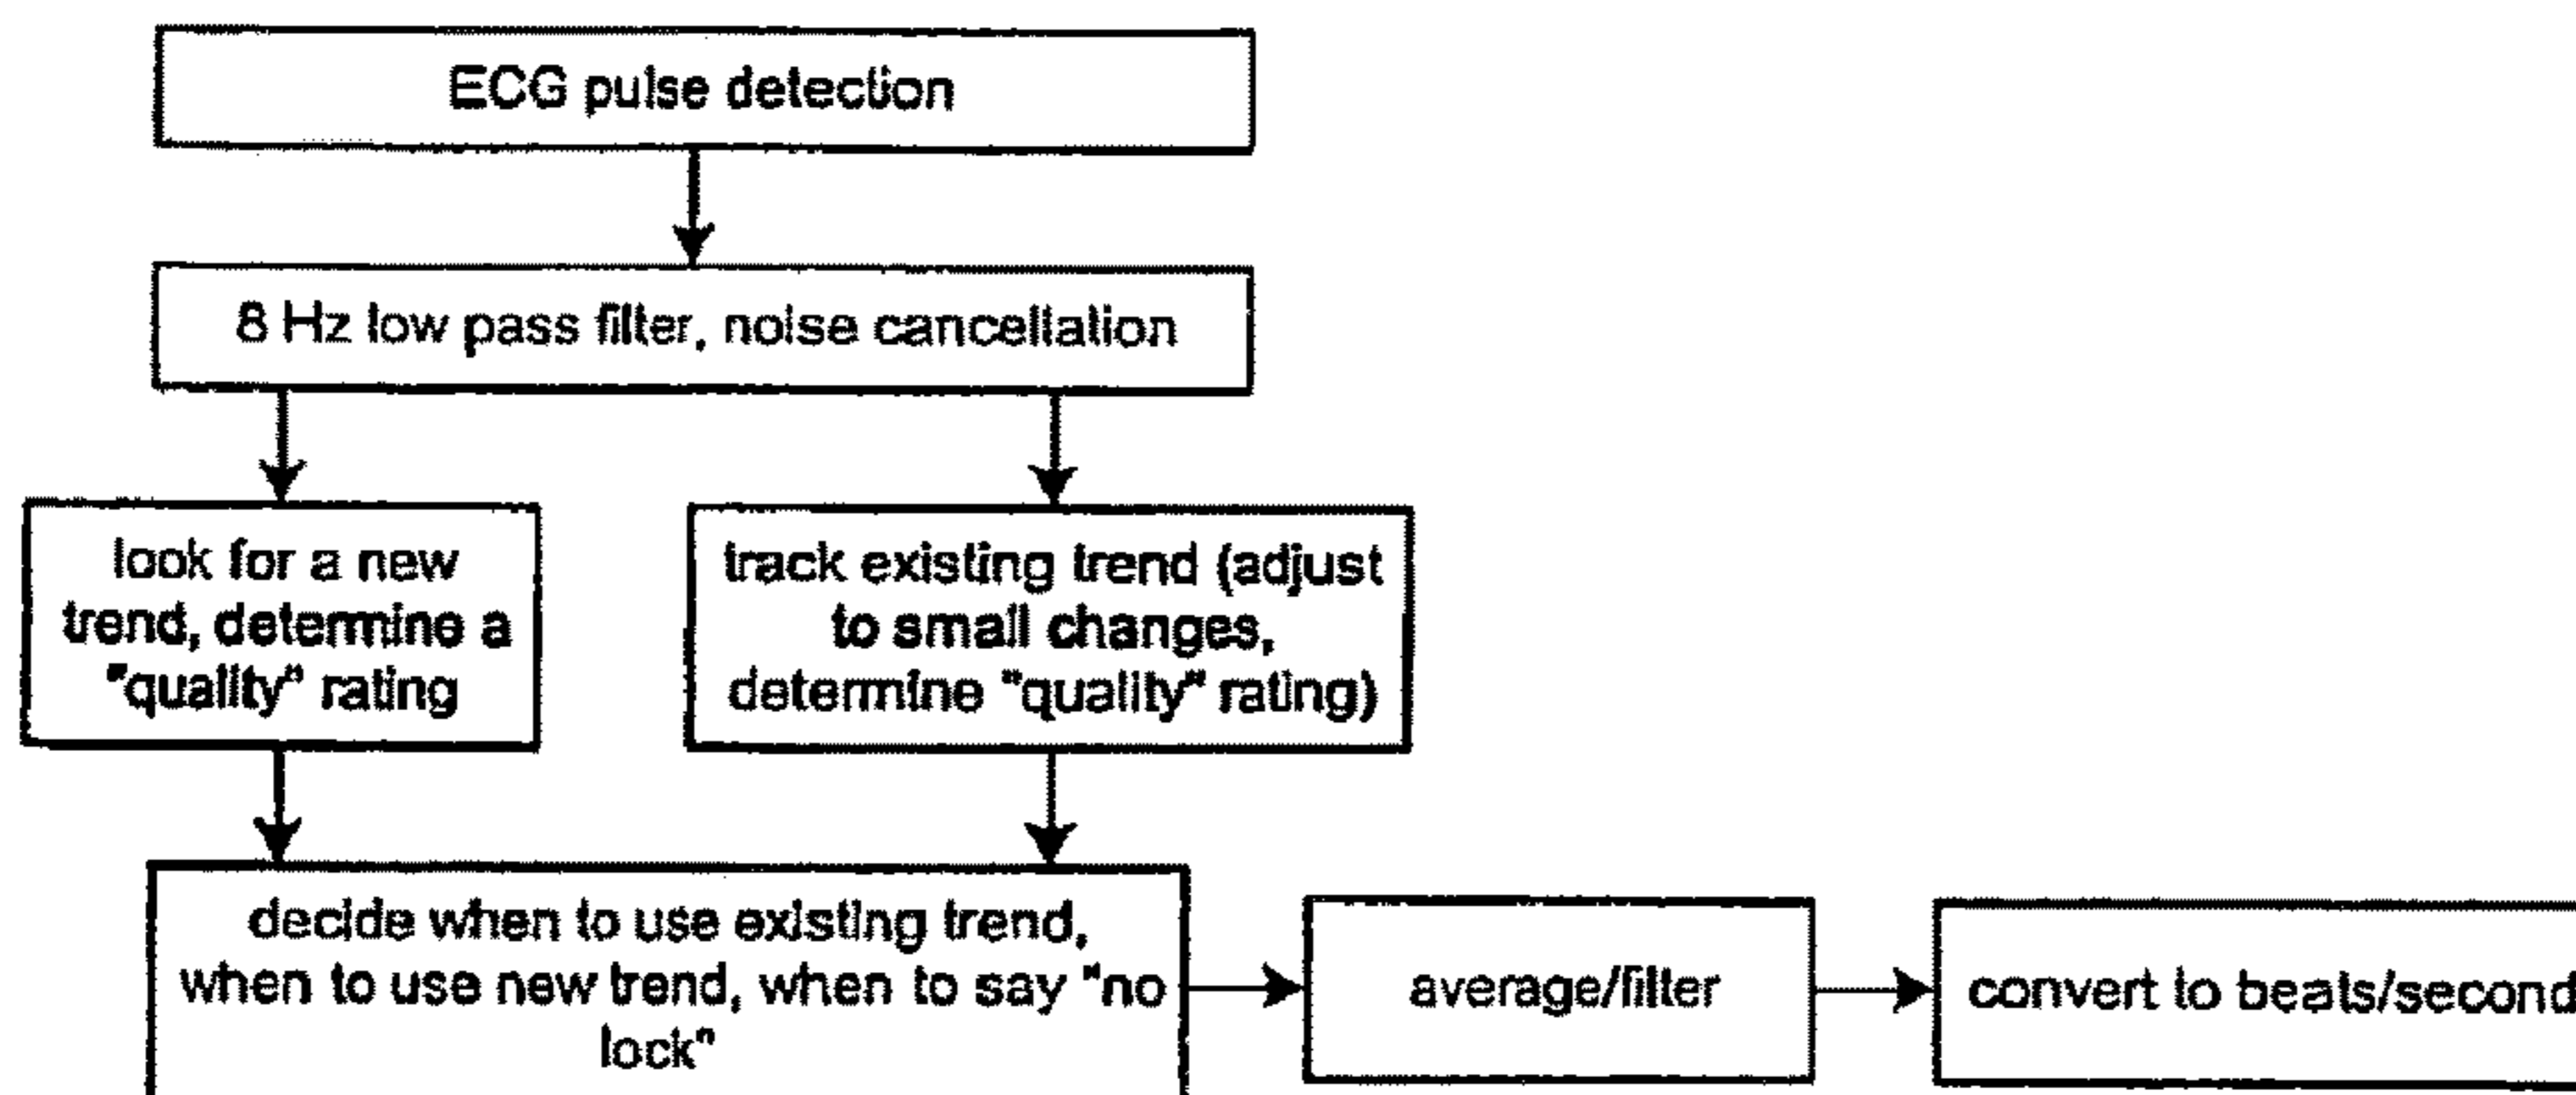 ECG pulse detection
8 Hz low pass filter, noise cancellation
look for a new
trend, determine a
"quality" rating
track existing trend (adjust
to small changes,
determine "quality" rating)
decide when to use existing trend,
when to use new trend, when to say "no
lock"
average/filter
convert to beats/second